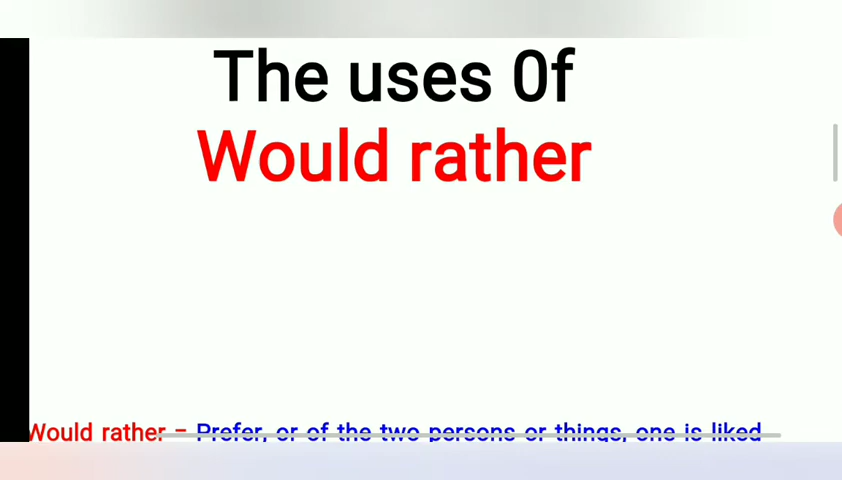 The uses 0f
Would rather
Would rather = Prefer, or of the two persons or things, one is liked